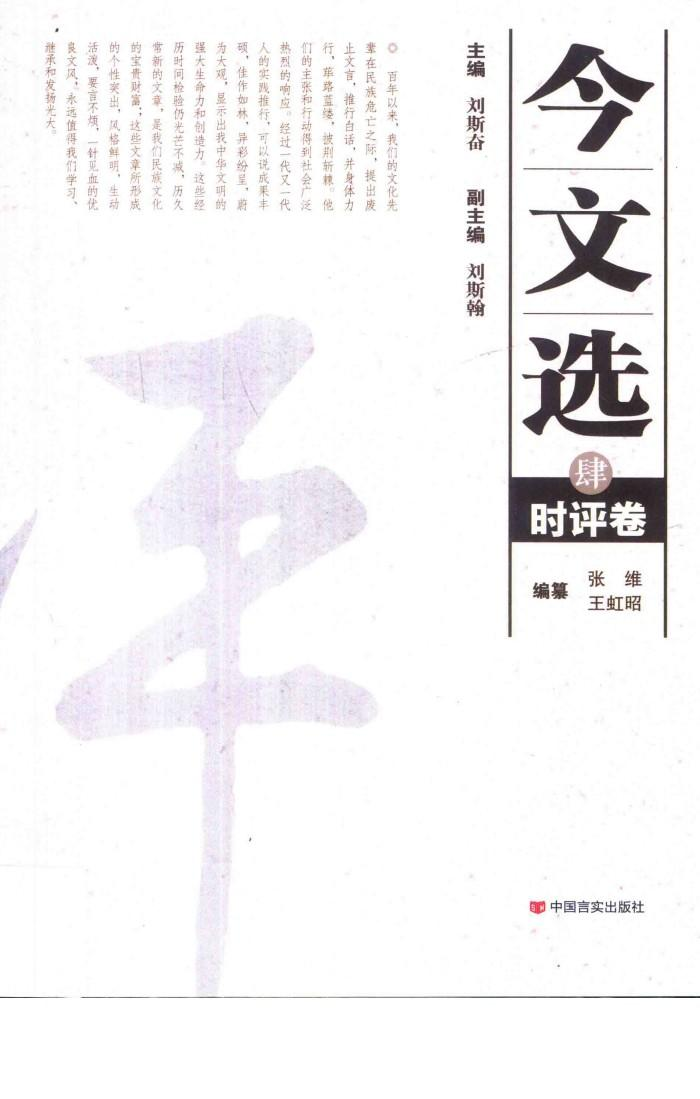 今文选
肆
时评卷
编纂
张维
王虹昭
主编 刘斯奋 副主编 刘斯翰
◎ 百年以来，我们的文化先
辈在民族危亡之际，提出废
止文言，推行白话，并身体力
行，荜路蓝缕，披荆斩棘。他
们的主张和行动得到社会广泛
热烈的响应。经过一代又一代
人的实践推行，可以说成果丰
硕，佳作如林，异彩纷呈，蔚
为大观，显示出我中华文明的
强大生命力和创造力。这些经
历时间检验仍光芒不减，历久
常新的文章，是我们民族文化
的宝贵财富；这些文章所形成
的个性突出，风格鲜明，生动
活泼，要言不烦，一针见血的优
良文风，永远值得我们学习、
继承和发扬光大。
中国言实出版社